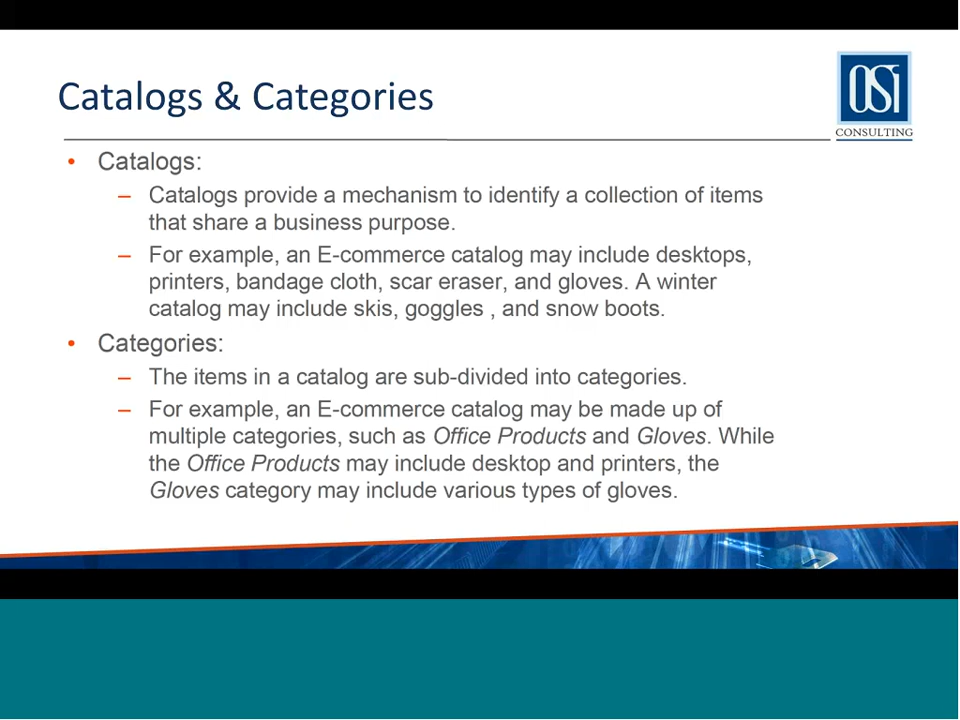 Catalogs & Categories
OSi
CONSULTING
• Catalogs:
– Catalogs provide a mechanism to identify a collection of items
that share a business purpose.
– For example, an E-commerce catalog may include desktops,
printers, bandage cloth, scar eraser, and gloves. A winter
catalog may include skis, goggles , and snow boots.
• Categories:
– The items in a catalog are sub-divided into categories.
– For example, an E-commerce catalog may be made up of
multiple categories, such as Office Products and Gloves. While
the Office Products may include desktop and printers, the
Gloves category may include various types of gloves.